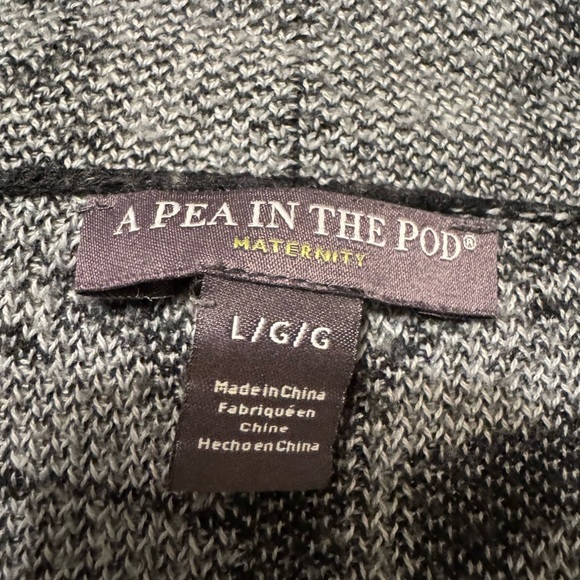 A PEA IN THE POD®
MATERNITY
L/G/G
Made in China
Fabriqué en
Chine
Hecho en China